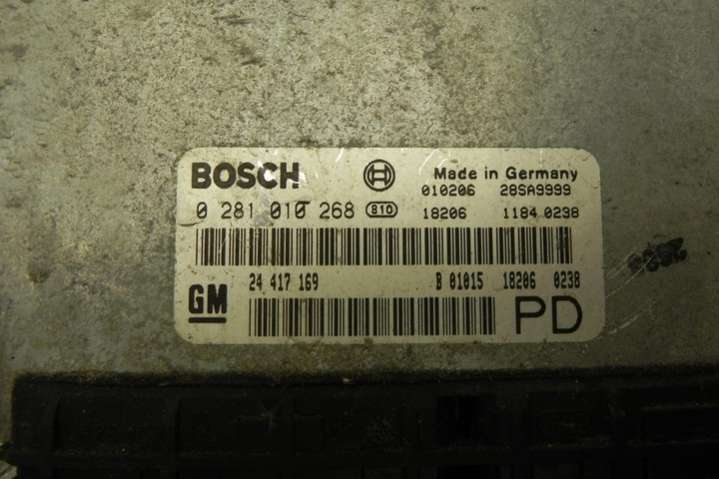 BOSCH Made in Germany
010206 28SA9999
0 281 010 268 810 18206 1184 0238
24 417 169 B 01015 18206 0238
GM PD